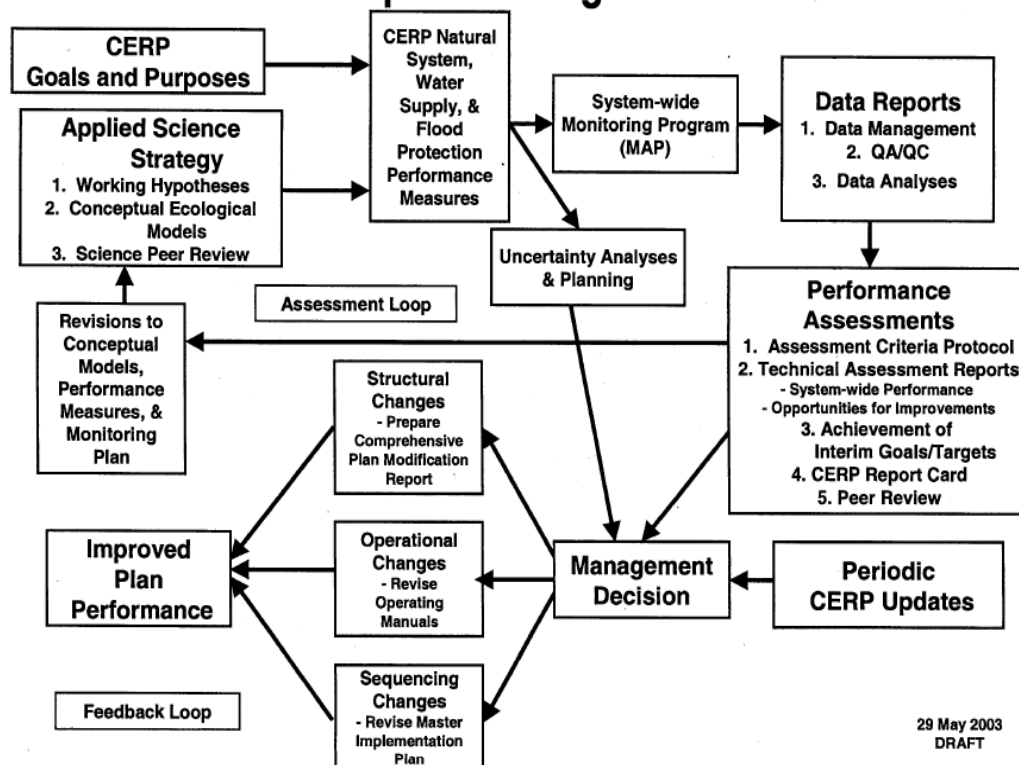 CERP
Goals and Purposes
CERP Natural
System,
Water
Supply, &
Flood
Protection
Performance
Measures
System-wide
Monitoring Program
(MAP)
Data Reports
1. Data Management
2. QA/QC
3. Data Analyses
Applied Science
Strategy
1. Working Hypotheses
2. Conceptual Ecological
Models
3. Science Peer Review
Uncertainty Analyses
& Planning
Assessment Loop
Performance
Assessments
1. Assessment Criteria Protocol
2. Technical Assessment Reports
- System-wide Performance
- Opportunities for Improvements
3. Achievement of
Interim Goals/Targets
4. CERP Report Card
5. Peer Review
Revisions to
Conceptual
Models,
Performance
Measures, &
Monitoring
Plan
Structural
Changes
- Prepare
Comprehensive
Plan Modification
Report
Improved
Plan
Performance
Operational
Changes
- Revise
Operating
Manuals
Management
Decision
Periodic
CERP Updates
Sequencing
Changes
- Revise Master
Implementation
Plan
Feedback Loop
29 May 2003
DRAFT